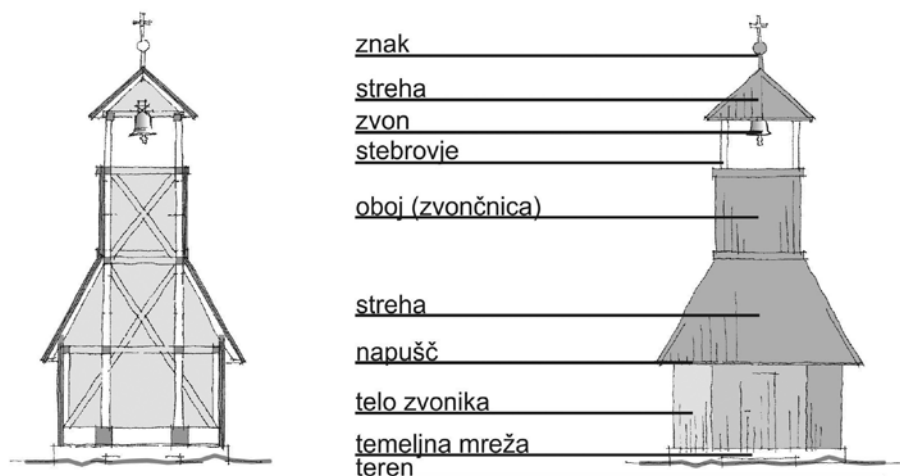 znak
streha
zvon
stebrovje
oboj (zvončnica)
streha
napušč
telo zvonika
temeljna mreža
teren